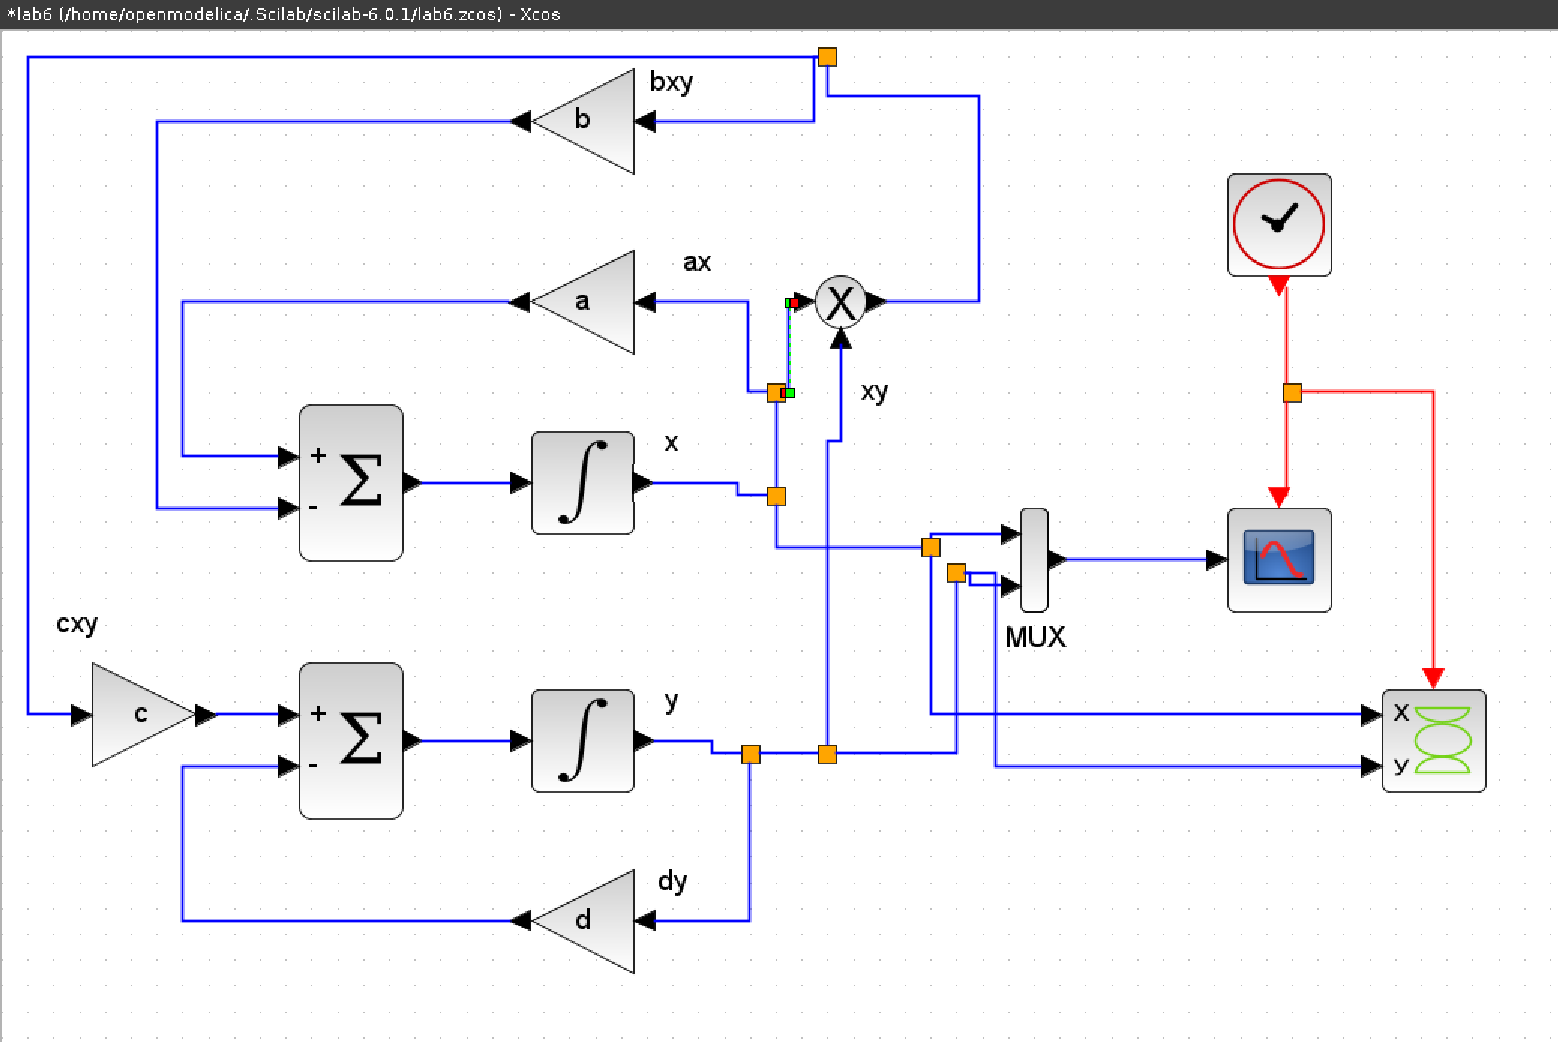 *lab6 (/home/openmodelica/.Scilab/scilab-6.0.1/lab6.zcos) - Xcos
bxy
b
ax
a
X
xy
x
+
Σ
-
∫
cxy
MUX
y
c
+
Σ
-
∫
x
y
dy
d